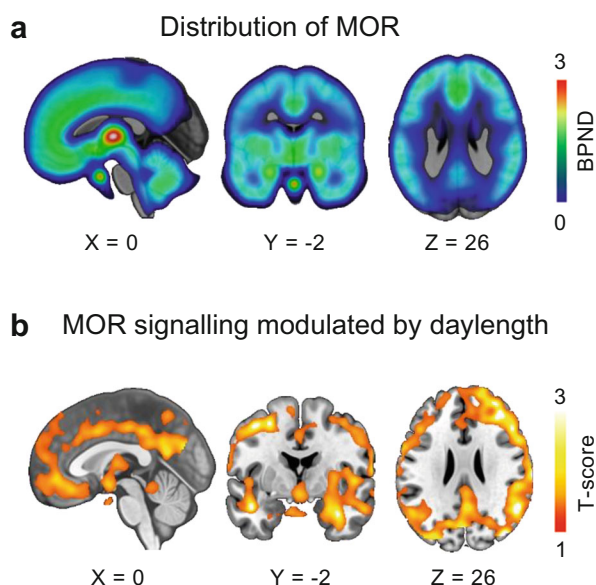 a Distribution of MOR
3
BPND
0
X = 0 Y = -2 Z = 26
b MOR signalling modulated by daylength
3
T-score
1
X = 0 Y = -2 Z = 26